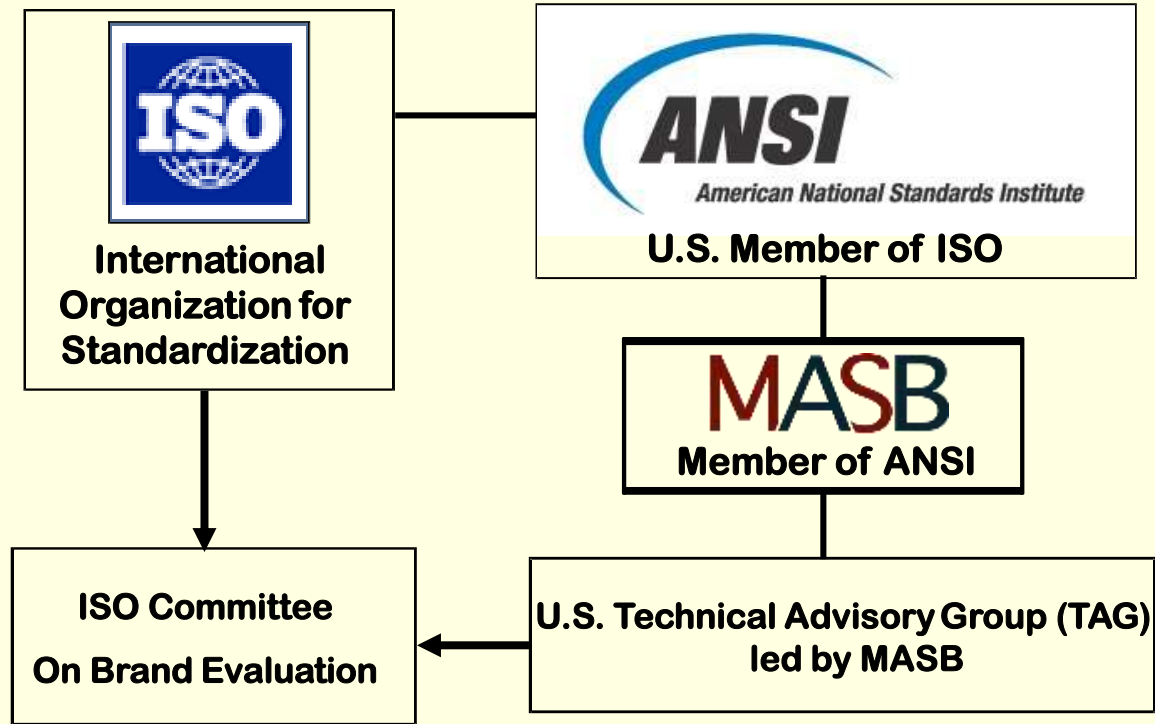 ISO
International
Organization for
Standardization
ANSI
American National Standards Institute
U.S. Member of ISO
MASB
Member of ANSI
ISO Committee
On Brand Evaluation
U.S. Technical Advisory Group (TAG)
led by MASB